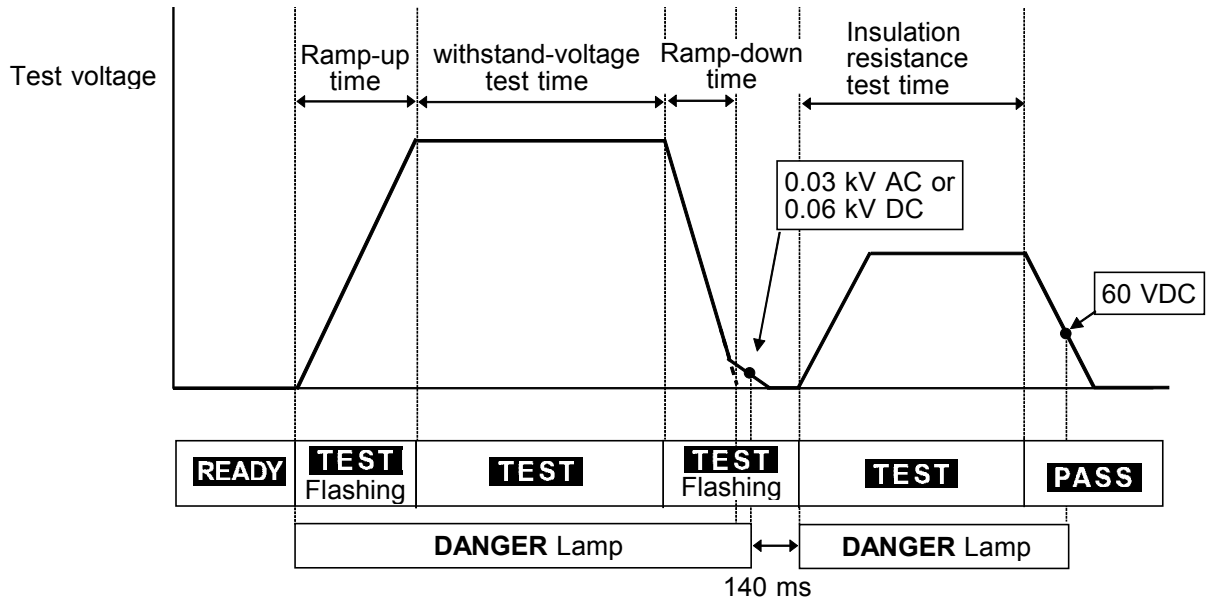 Test voltage
Ramp-up
time
withstand-voltage
test time
Ramp-down
time
Insulation
resistance
test time
0.03 kV AC or
0.06 kV DC
60 VDC
READY
TEST
Flashing
TEST
TEST
Flashing
TEST
PASS
DANGER Lamp
DANGER Lamp
140 ms